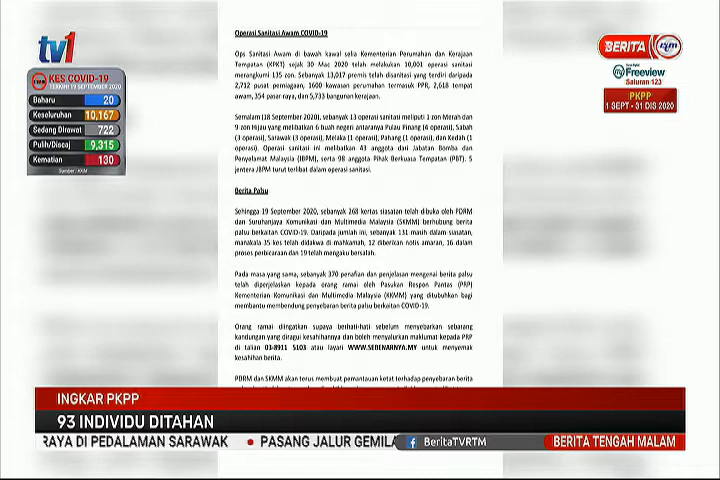 Operasi Sanitasi Awam COVID-19
Ops Sanitasi Awam di bawah kawal selia Kementerian Perumahan dan Kerajaan
Tempatan (KPKT) sejak 30 Mac 2020 telah melakukan 10,001 operasi sanitasi
merangkumi 135 zon. Sebanyak 13,017 premis telah disanitasi yang terdiri daripada
2,712 pusat perniagaan, 1600 kawasan perumahan termasuk PPR, 2,618 tempat
awam, 354 pasar raya, dan 5,733 bangunan kerajaan.
Semalam (18 September 2020), sebanyak 13 operasi sanitasi meliputi 1 zon Merah dan
9 zon Hijau yang melibatkan 6 buah negeri antaranya Pulau Pinang (4 operasi), Sabah
(3 operasi), Sarawak (3 operasi), Melaka (1 operasi), Pahang (1 operasi), dan Kedah (1
operasi). Operasi sanitasi ini melibatkan 43 anggota dari Jabatan Bomba dan
Penyelamat Malaysia (JBPM), serta 98 anggota Pihak Berkuasa Tempatan (PBT). 5
jentera JBPM turut terlibat dalam operasi sanitasi.
Berita Palsu
Sehingga 19 September 2020, sebanyak 268 kertas siasatan telah dibuka oleh PDRM
dan Suruhanjaya Komunikasi dan Multimedia Malaysia (SKMM) berhubung berita
palsu berkaitan COVID-19. Daripada jumlah ini, sebanyak 131 masih dalam siasatan,
manakala 35 kes telah didakwa di mahkamah, 12 diberikan notis amaran, 16 dalam
proses perbicaraan dan 19 telah mengaku bersalah.
Pada masa yang sama, sebanyak 370 penafian dan penjelasan mengenai berita palsu
telah diperjelaskan kepada orang ramai oleh Pasukan Respon Pantas (PRP)
Kementerian Komunikasi dan Multimedia Malaysia (KKMM) yang ditubuhkan bagi
membantu membendung penyebaran berita palsu berkaitan COVID-19.
Orang ramai diingatkan supaya berhati-hati sebelum menyebarkan sebarang
kandungan yang diragui kesahihannya dan boleh menyalurkan maklumat kepada PRP
di talian 03-8911 5103 atau layari WWW.SEBENARNYA.MY untuk menyemak
kesahihan berita.
PDRM dan SKMM akan terus membuat pemantauan ketat terhadap penyebaran berita
tv1
KES COVID-19
TERKINI 19 SEPTEMBER 2020
Baharu 20
Keseluruhan 10,167
Sedang Dirawat 722
Pulih/Discaj 9,315
Kematian 130
Sumber : KKM
BERITA rtm
Freeview
Saluran 123
PKPP
1 SEPT - 31 DIS 2020
INGKAR PKPP
93 INDIVIDU DITAHAN
RAYA DI PEDALAMAN SARAWAK • PASANG JALUR GEMILA
BeritaTVRTM
BERITA TENGAH MALAM